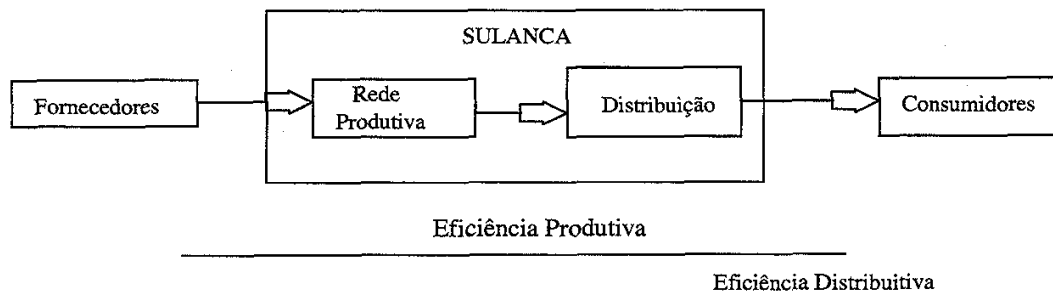 SULANCA
Fornecedores
Rede
Produtiva
Distribuição
Consumidores
Eficiência Produtiva
Eficiência Distribuitiva